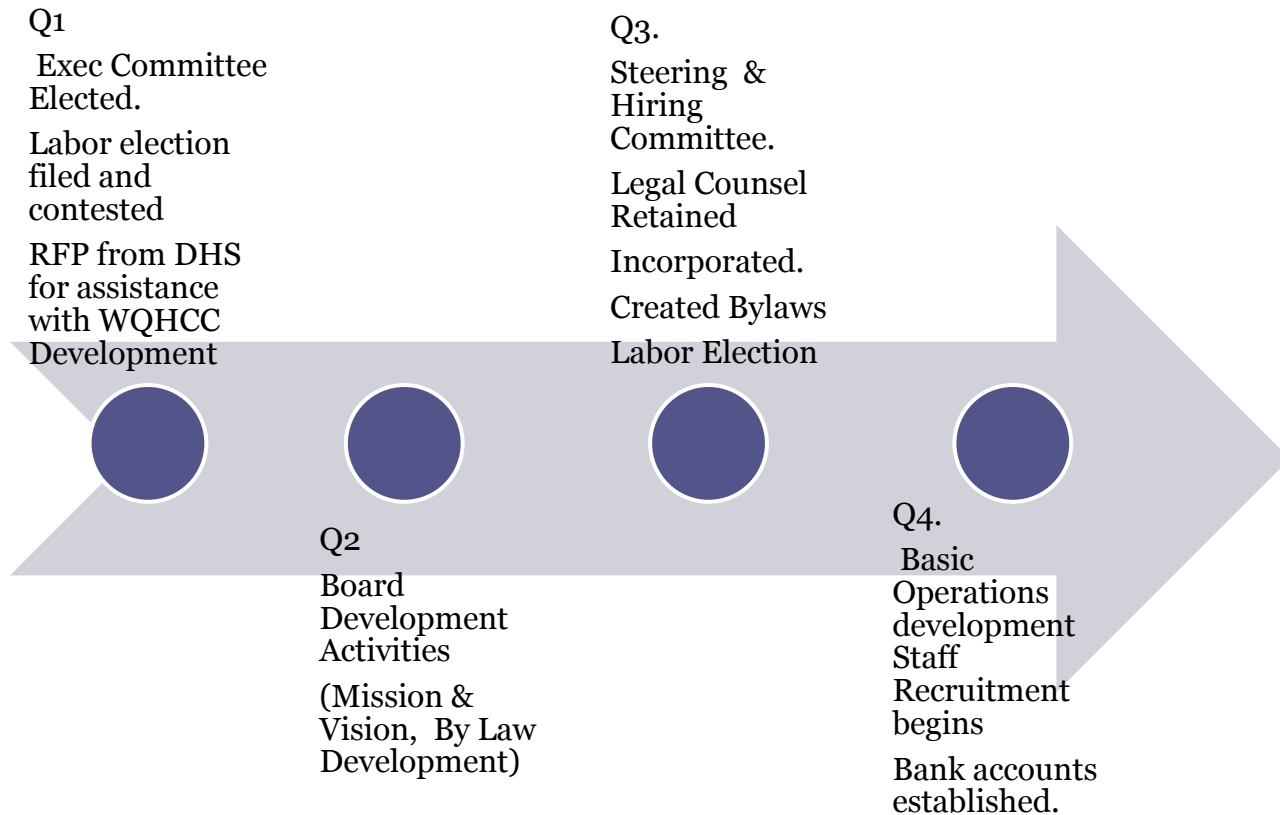 Q1
Exec Committee
Elected.
Labor election
filed and
contested
RFP from DHS
for assistance
with WQHCC
Development
Q2
Board
Development
Activities
(Mission &
Vision, By Law
Development)
Q3.
Steering &
Hiring
Committee.
Legal Counsel
Retained
Incorporated.
Created Bylaws
Labor Election
Q4.
Basic
Operations
development
Staff
Recruitment
begins
Bank accounts
established.